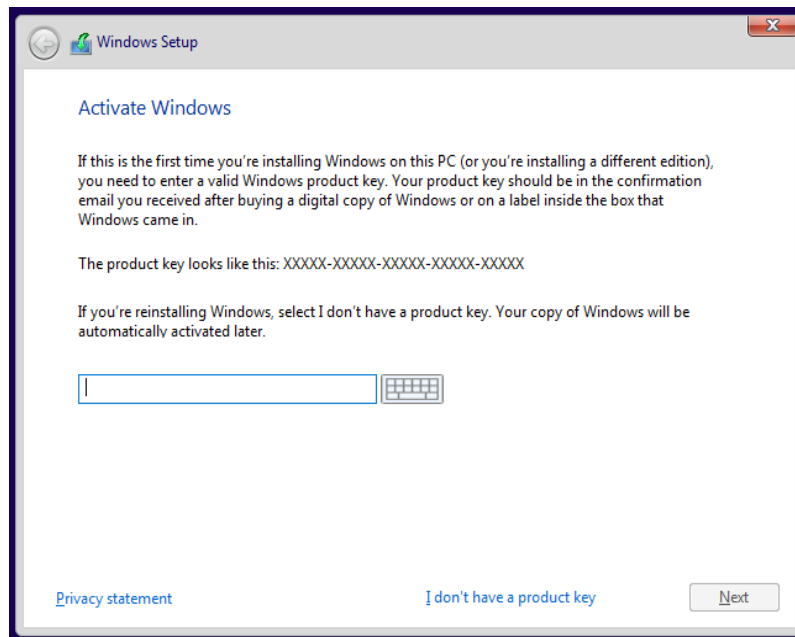 Windows Setup
Activate Windows
If this is the first time you're installing Windows on this PC (or you're installing a different edition),
you need to enter a valid Windows product key. Your product key should be in the confirmation
email you received after buying a digital copy of Windows or on a label inside the box that
Windows came in.
The product key looks like this: XXXXX-XXXXX-XXXXX-XXXXX-XXXXX
If you're reinstalling Windows, select I don't have a product key. Your copy of Windows will be
automatically activated later.
Privacy statement
I don't have a product key
Next